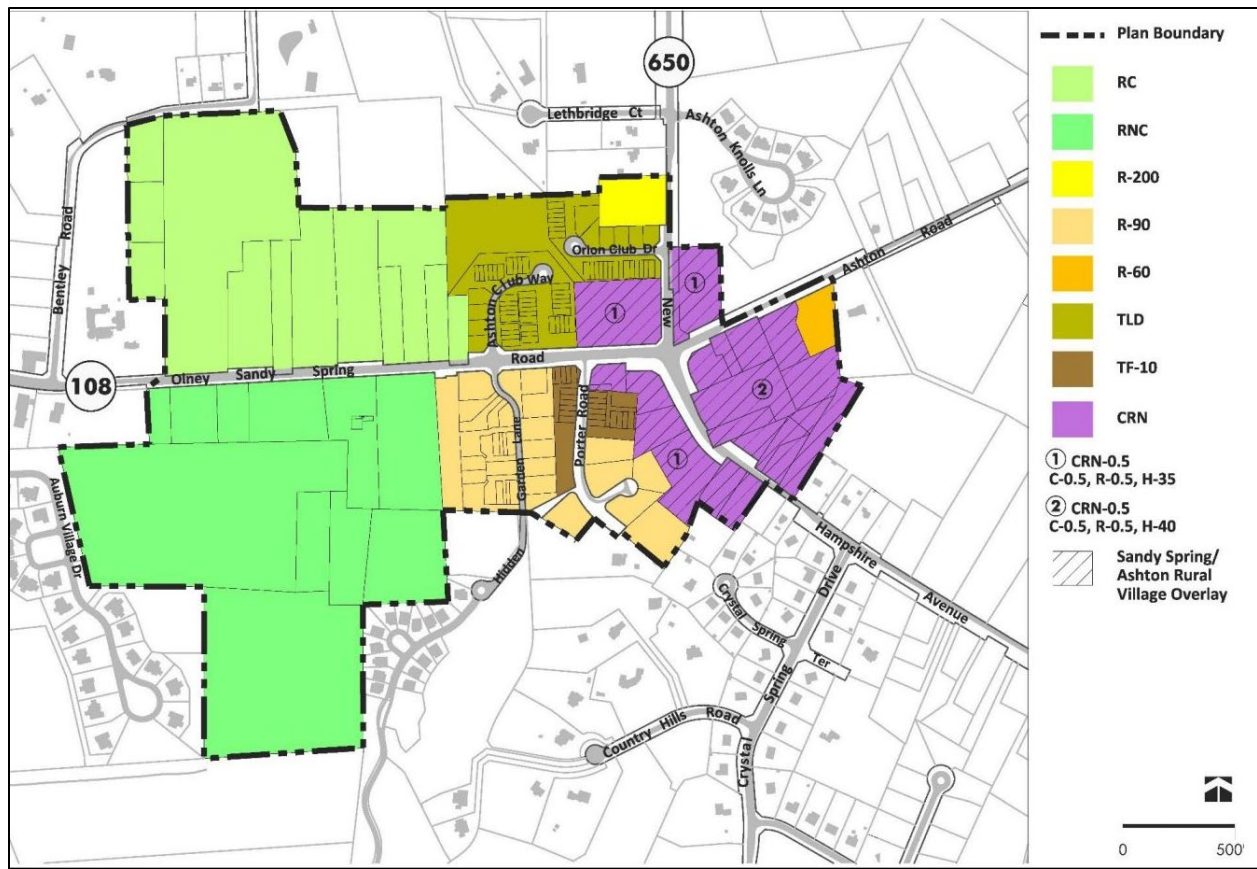 650
Lethbridge Ct
Ashton Knolls Ln
Bentley Road
Ashton Road
Orion Club Dr
Ashton Club Way
New
1
1
108
Olney Sandy Spring Road
2
Porter Road
Garden Lane
1
Auburn Village Dr
Hidden
Hampshire Avenue
Crystal Spring
Drive
Ter
Spring
Country Hills Road
Crystal
Plan Boundary
RC
RNC
R-200
R-90
R-60
TLD
TF-10
CRN
1 CRN-0.5
C-0.5, R-0.5, H-35
2 CRN-0.5
C-0.5, R-0.5, H-40
Sandy Spring/
Ashton Rural
Village Overlay
0 500'